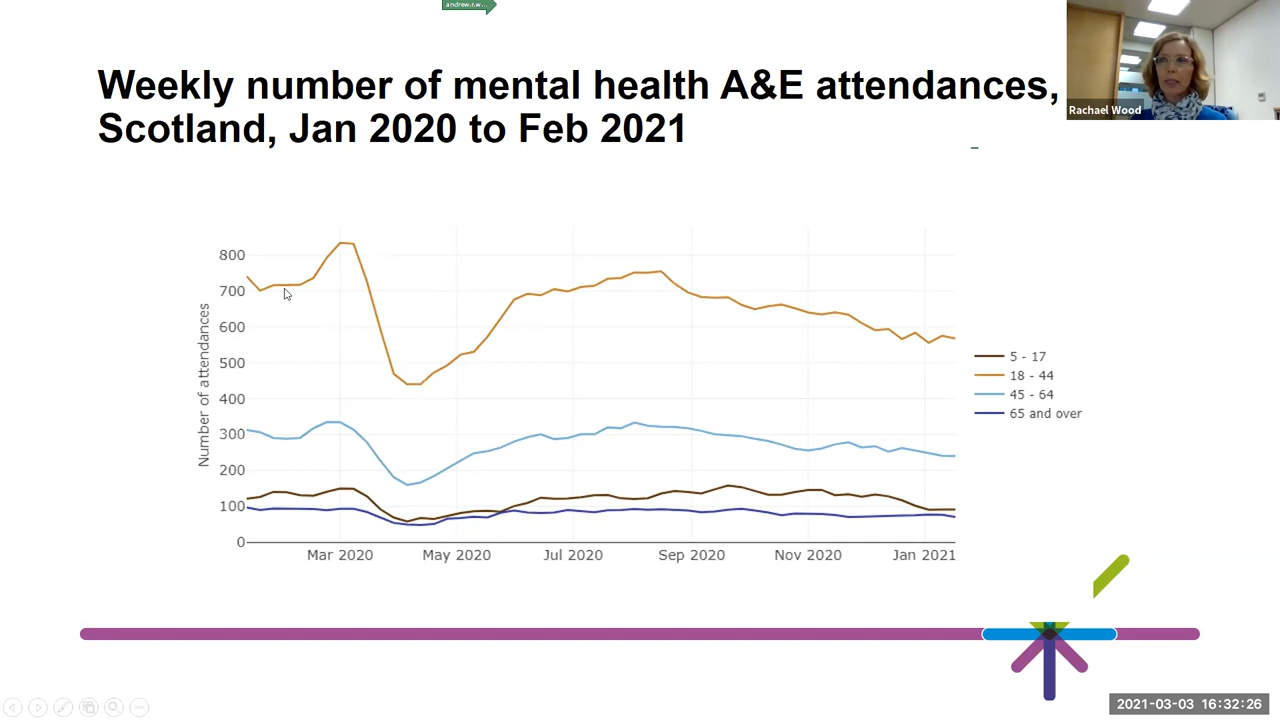 andrew.r.w...
Weekly number of mental health A&E attendances,
Scotland, Jan 2020 to Feb 2021
Rachael Wood
Number of attendances
800
700
600
500
400
300
200
100
0
Mar 2020
May 2020
Jul 2020
Sep 2020
Nov 2020
Jan 2021
5 - 17
18 - 44
45 - 64
65 and over
2021-03-03 16:32:26